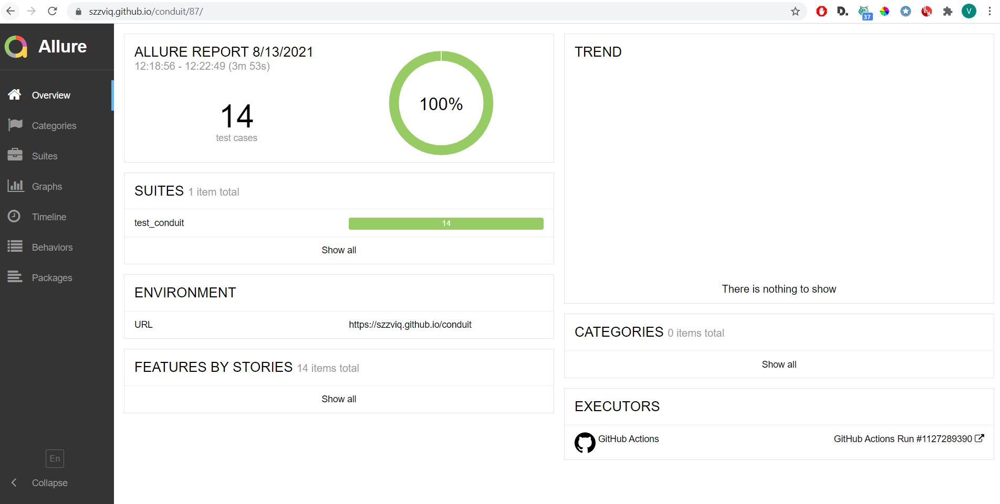 szzviq.github.io/conduit/87/
37
V
Allure
Overview
Categories
Suites
Graphs
Timeline
Behaviors
Packages
En
Collapse
ALLURE REPORT 8/13/2021
12:18:56 - 12:22:49 (3m 53s)
14
test cases
100%
SUITES 1 item total
test_conduit 14
Show all
ENVIRONMENT
URL https://szzviq.github.io/conduit
FEATURES BY STORIES 14 items total
Show all
TREND
There is nothing to show
CATEGORIES 0 items total
Show all
EXECUTORS
GitHub Actions GitHub Actions Run #1127289390